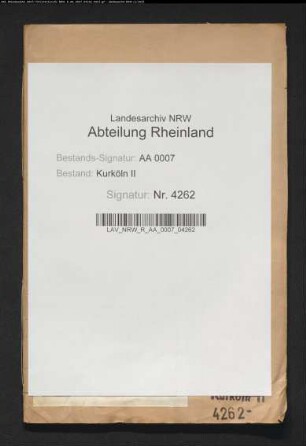 Landesarchiv NRW
Abteilung Rheinland
Bestands-Signatur: AA 0007
Bestand: Kurköln II
Signatur: Nr. 4262
LAV_NRW_R_AA_0007_04262
Kurköln II
4262-